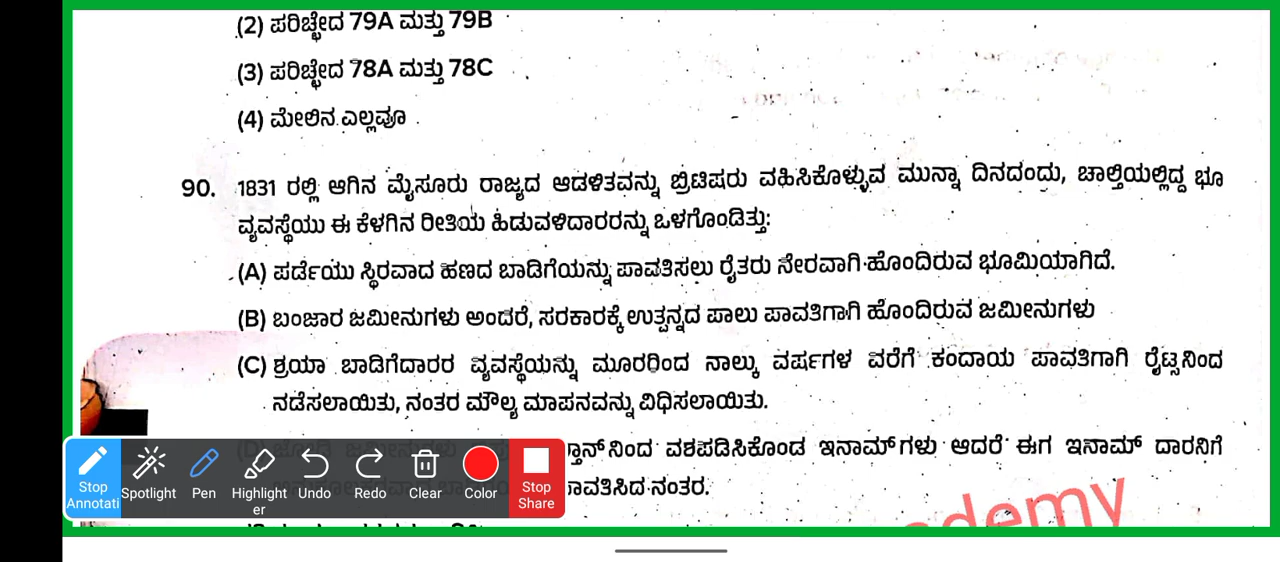 (2) ಪರಿಚ್ಛೇದ 79A ಮತ್ತು 79B
(3) ಪರಿಚ್ಛೇದ 78A ಮತ್ತು 78C
(4) ಮೇಲಿನ ಎಲ್ಲವೂ
90. 1831 ರಲ್ಲಿ ಆಗಿನ ಮೈಸೂರು ರಾಜ್ಯದ ಆಡಳಿತವನ್ನು ಬ್ರಿಟಿಷರು ವಹಿಸಿಕೊಳ್ಳುವ ಮುನ್ನಾ ದಿನದಂದು, ಚಾಲ್ತಿಯಲ್ಲಿದ್ದ ಭೂ
ವ್ಯವಸ್ಥೆಯು ಈ ಕೆಳಗಿನ ರೀತಿಯ ಹಿಡುವಳಿದಾರರನ್ನು ಒಳಗೊಂಡಿತ್ತು:
(A) ಪರ್ಡೆಯು ಸ್ಥಿರವಾದ ಹಣದ ಬಾಡಿಗೆಯನ್ನು ಪಾವತಿಸಲು ರೈತರು ನೇರವಾಗಿ ಹೊಂದಿರುವ ಭೂಮಿಯಾಗಿದೆ.
(B) ಬಂಜಾರ ಜಮೀನುಗಳು ಅಂದರೆ, ಸರಕಾರಕ್ಕೆ ಉತ್ಪನ್ನದ ಪಾಲು ಪಾವತಿಗಾಗಿ ಹೊಂದಿರುವ ಜಮೀನುಗಳು
(C) ಶ್ರಯಾ ಬಾಡಿಗೆದಾರರ ವ್ಯವಸ್ಥೆಯನ್ನು ಮೂರರಿಂದ ನಾಲ್ಕು ವರ್ಷಗಳ ವರೆಗೆ ಕಂದಾಯ ಪಾವತಿಗಾಗಿ ರೈಟ್ಸನಿಂದ
ನಡೆಸಲಾಯಿತು, ನಂತರ ಮೌಲ್ಯ ಮಾಪನವನ್ನು ವಿಧಿಸಲಾಯಿತು.
(D) ವಶಪಡಿಸಿಕೊಂಡ ಇನಾಮ್‌ಗಳು ಆದರೆ ಈಗ ಇನಾಮ್ ದಾರನಿಗೆ
ನಂತರ.
Stop Annotati
Spotlight
Pen
Highlighter
Undo
Redo
Clear
Color
Stop Share
ademy